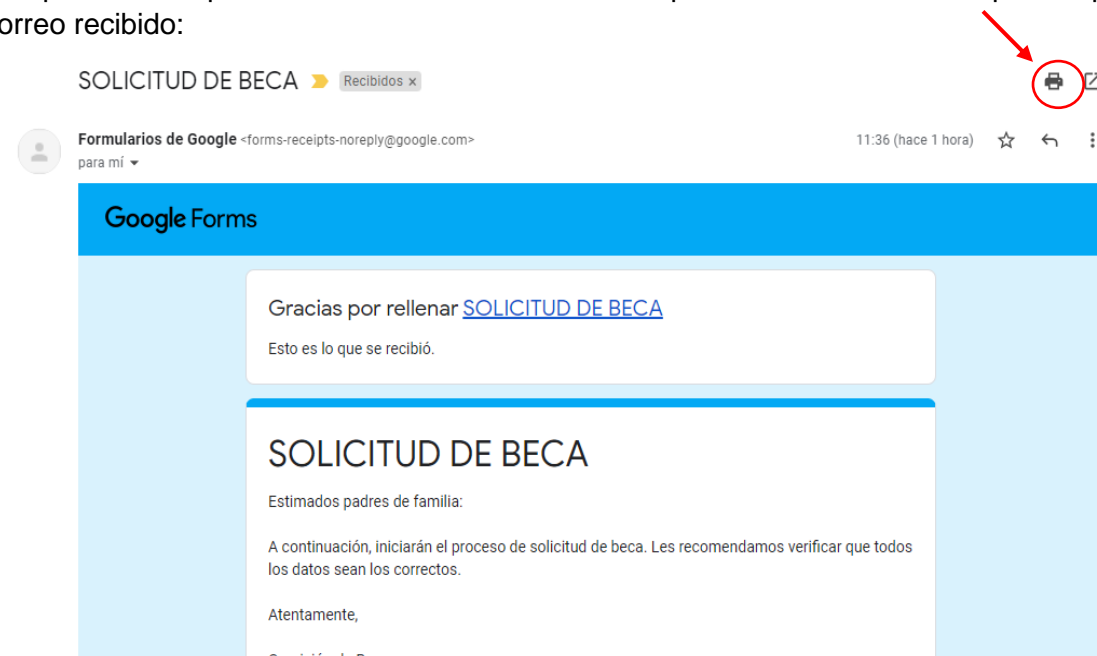 orreo recibido:
SOLICITUD DE BECA Recibidos x
Formularios de Google <forms-receipts-noreply@google.com> 11:36 (hace 1 hora)
para mí
Google Forms
Gracias por rellenar SOLICITUD DE BECA
Esto es lo que se recibió.
SOLICITUD DE BECA
Estimados padres de familia:
A continuación, iniciarán el proceso de solicitud de beca. Les recomendamos verificar que todos
los datos sean los correctos.
Atentamente,